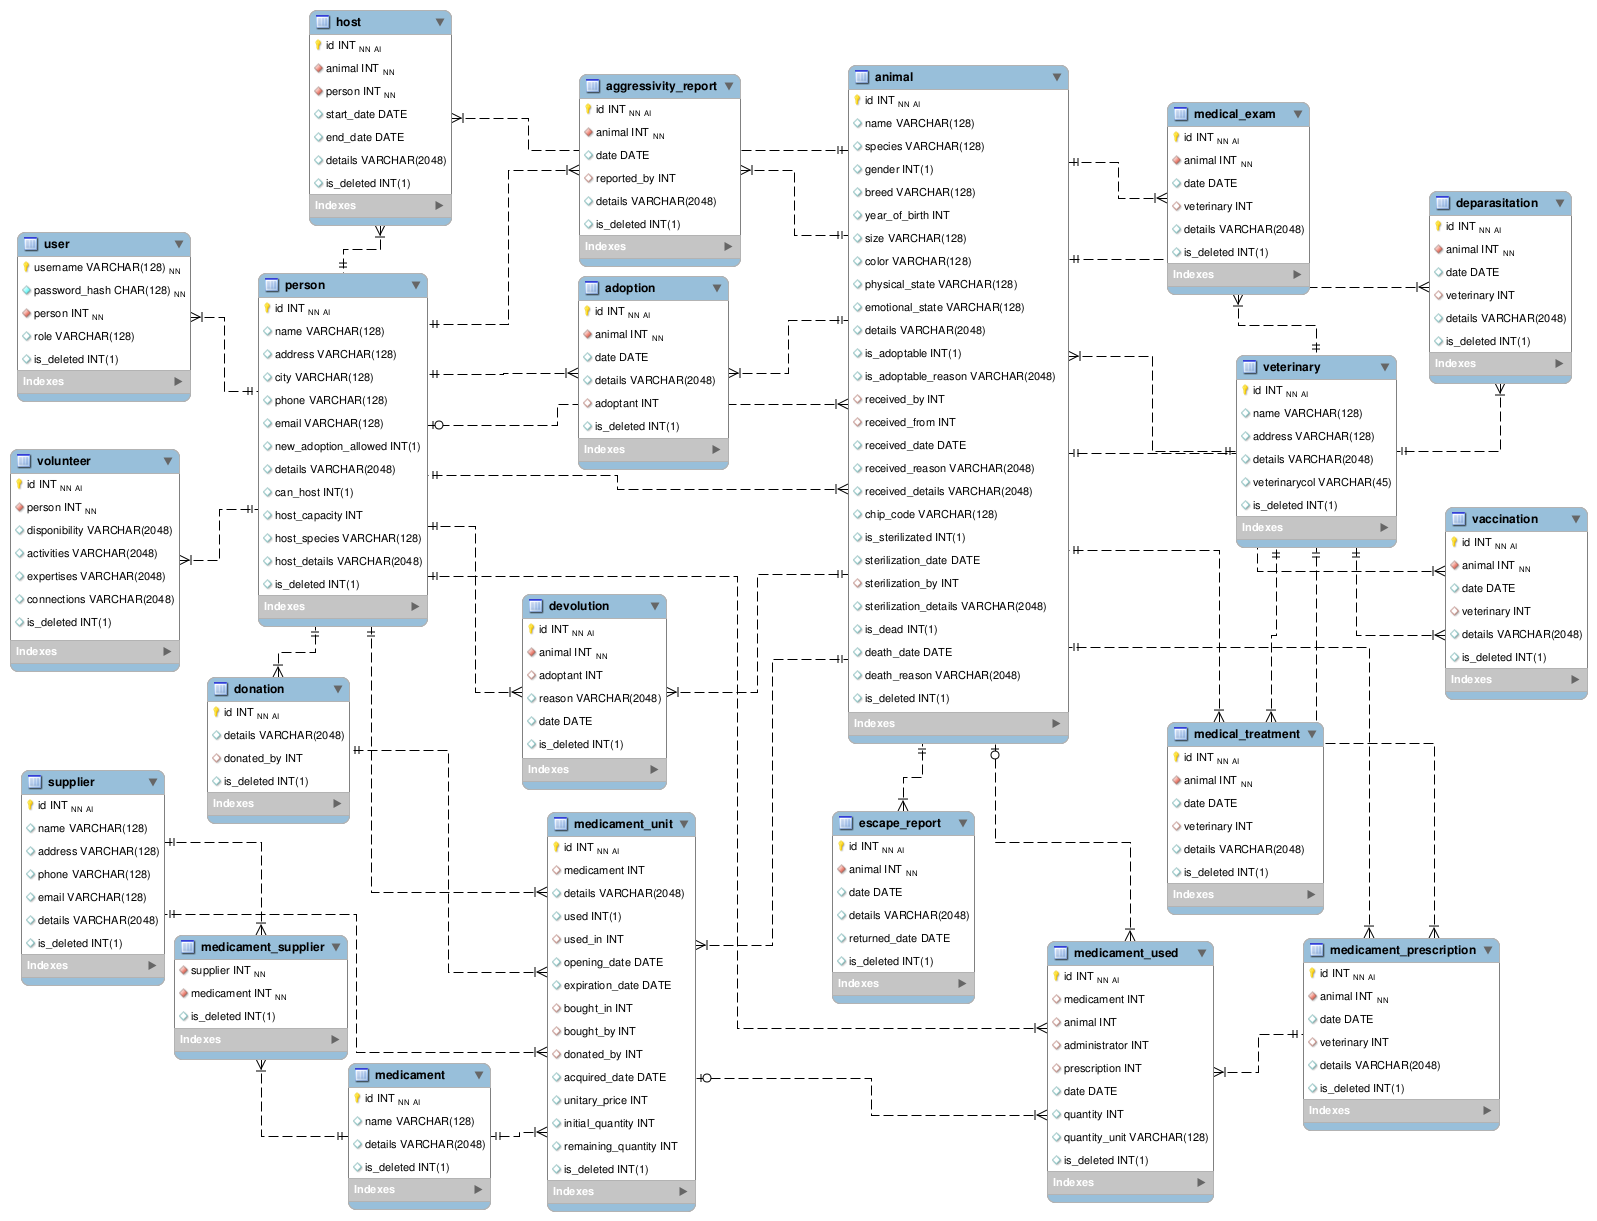 host
id INT NN AI
animal INT NN
person INT NN
start_date DATE
end_date DATE
details VARCHAR(2048)
is_deleted INT(1)
Indexes
aggressivity_report
id INT NN AI
animal INT NN
date DATE
reported_by INT
details VARCHAR(2048)
is_deleted INT(1)
Indexes
animal
id INT NN AI
name VARCHAR(128)
species VARCHAR(128)
gender INT(1)
breed VARCHAR(128)
year_of_birth INT
size VARCHAR(128)
color VARCHAR(128)
physical_state VARCHAR(128)
emotional_state VARCHAR(128)
details VARCHAR(2048)
is_adoptable INT(1)
is_adoptable_reason VARCHAR(2048)
received_by INT
received_from INT
received_date DATE
received_reason VARCHAR(2048)
received_details VARCHAR(2048)
chip_code VARCHAR(128)
is_sterilizated INT(1)
sterilization_date DATE
sterilization_by INT
sterilization_details VARCHAR(2048)
is_dead INT(1)
death_date DATE
death_reason VARCHAR(2048)
is_deleted INT(1)
Indexes
medical_exam
id INT NN AI
animal INT NN
date DATE
veterinary INT
details VARCHAR(2048)
is_deleted INT(1)
Indexes
deparasitation
id INT NN AI
animal INT NN
date DATE
veterinary INT
details VARCHAR(2048)
is_deleted INT(1)
Indexes
user
username VARCHAR(128) NN
password_hash CHAR(128) NN
person INT NN
role VARCHAR(128)
is_deleted INT(1)
Indexes
person
id INT NN AI
name VARCHAR(128)
address VARCHAR(128)
city VARCHAR(128)
phone VARCHAR(128)
email VARCHAR(128)
new_adoption_allowed INT(1)
details VARCHAR(2048)
can_host INT(1)
host_capacity INT
host_species VARCHAR(128)
host_details VARCHAR(2048)
is_deleted INT(1)
Indexes
adoption
id INT NN AI
animal INT NN
date DATE
details VARCHAR(2048)
adoptant INT
is_deleted INT(1)
Indexes
veterinary
id INT NN AI
name VARCHAR(128)
address VARCHAR(128)
details VARCHAR(2048)
veterinarycol VARCHAR(45)
is_deleted INT(1)
Indexes
volunteer
id INT NN AI
person INT NN
disponibility VARCHAR(2048)
activities VARCHAR(2048)
expertises VARCHAR(2048)
connections VARCHAR(2048)
is_deleted INT(1)
Indexes
vaccination
id INT NN AI
animal INT NN
date DATE
veterinary INT
details VARCHAR(2048)
is_deleted INT(1)
Indexes
devolution
id INT NN AI
animal INT NN
adoptant INT
reason VARCHAR(2048)
date DATE
is_deleted INT(1)
Indexes
donation
id INT NN AI
details VARCHAR(2048)
donated_by INT
is_deleted INT(1)
Indexes
medical_treatment
id INT NN AI
animal INT NN
date DATE
veterinary INT
details VARCHAR(2048)
is_deleted INT(1)
Indexes
supplier
id INT NN AI
name VARCHAR(128)
address VARCHAR(128)
phone VARCHAR(128)
email VARCHAR(128)
details VARCHAR(2048)
is_deleted INT(1)
Indexes
medicament_unit
id INT NN AI
medicament INT
details VARCHAR(2048)
used INT(1)
used_in INT
opening_date DATE
expiration_date DATE
bought_in INT
bought_by INT
donated_by INT
acquired_date DATE
unitary_price INT
initial_quantity INT
remaining_quantity INT
is_deleted INT(1)
Indexes
escape_report
id INT NN AI
animal INT NN
date DATE
details VARCHAR(2048)
returned_date DATE
is_deleted INT(1)
Indexes
medicament_supplier
supplier INT NN
medicament INT NN
is_deleted INT(1)
Indexes
medicament_used
id INT NN AI
medicament INT
animal INT
administrator INT
prescription INT
date DATE
quantity INT
quantity_unit VARCHAR(128)
is_deleted INT(1)
Indexes
medicament_prescription
id INT NN AI
animal INT NN
date DATE
veterinary INT
details VARCHAR(2048)
is_deleted INT(1)
Indexes
medicament
id INT NN AI
name VARCHAR(128)
details VARCHAR(2048)
is_deleted INT(1)
Indexes